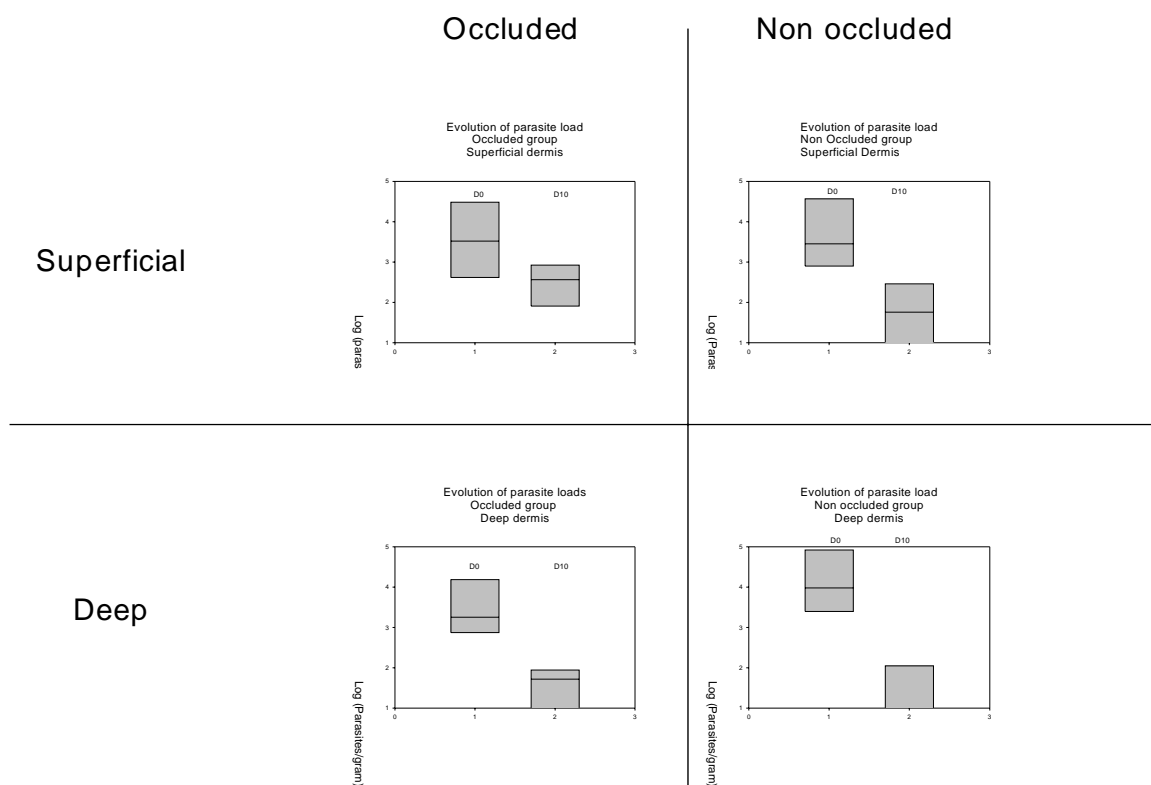 Occluded
Non occluded
Superficial
Evolution of parasite load
Occluded group
Superficial dermis
D0
D10
5
4
3
2
1
0
1
2
3
Log (paras
Evolution of parasite load
Non Occluded group
Superficial Dermis
D0
D10
5
4
3
2
1
0
1
2
3
Log (Paras
Deep
Evolution of parasite loads
Occluded group
Deep dermis
D0
D10
5
4
3
2
1
0
1
2
3
Log (Parasites/gram)
Evolution of parasite load
Non occluded group
Deep dermis
D0
D10
5
4
3
2
1
0
1
2
3
Log (Parasites/gram)